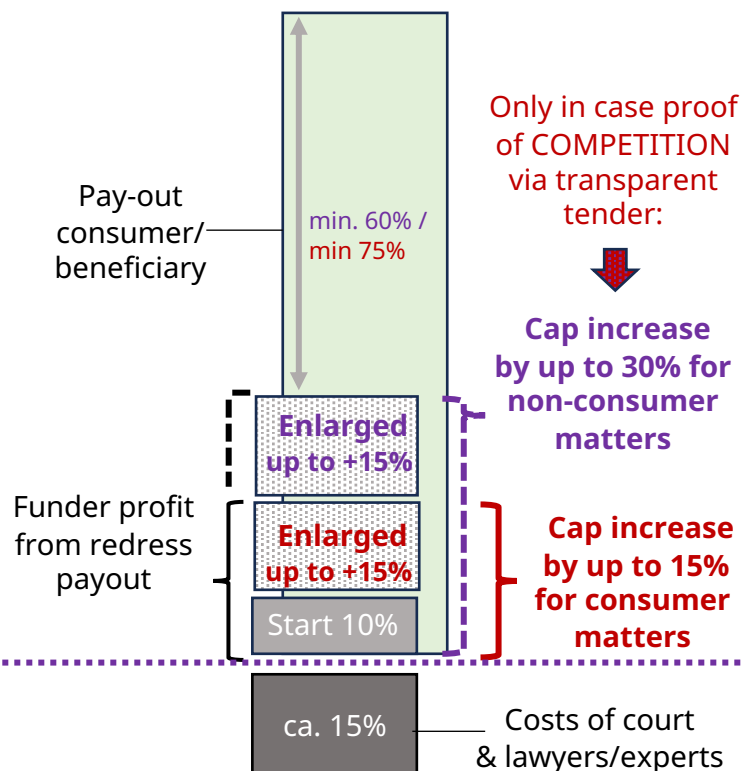 Only in case proof
of COMPETITION
via transparent
tender:
Pay-out
consumer/
beneficiary
min. 60% /
min 75%
Cap increase
by up to 30% for
non-consumer
matters
Enlarged
up to +15%
Funder profit
from redress
payout
Enlarged
up to +15%
Start 10%
Cap increase
by up to 15%
for consumer
matters
ca. 15%
Costs of court
& lawyers/experts